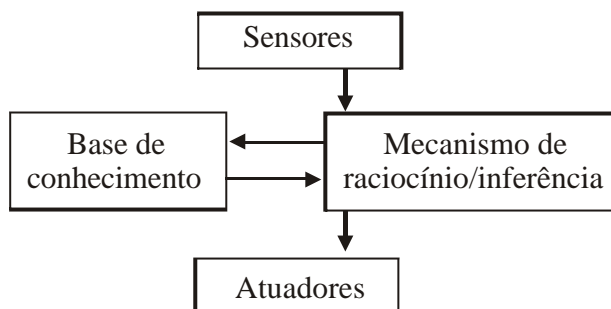 Sensores
Base de
conhecimento
Mecanismo de
raciocínio/inferência
Atuadores